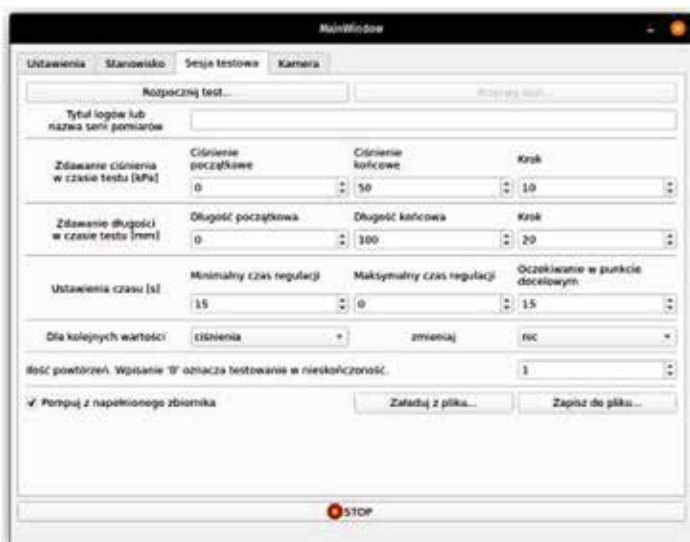 MainWindow
Ustawienia Stanowisko Sesja testowa Kamera
Rozpocznij test... Przerwij test...
Tytuł logów lub
nazwa serii pomiarów
Zdawanie ciśnienia
w czasie testu [kPa]
Ciśnienie
początkowe
Ciśnienie
końcowe
Krok
0 50 10
Zdawanie długości
w czasie testu [mm]
Długość początkowa Długość końcowa Krok
0 100 20
Ustawienia czasu [s]
Minimalny czas regulacji Maksymalny czas regulacji Oczekiwanie w punkcie
docelowym
15 0 15
Dla kolejnych wartości ciśnienia zmieniaj nic
Ilość powtórzeń. Wpisanie '0' oznacza testowanie w nieskończoność. 1
Pompuj z napełnionego zbiornika Załaduj z pliku... Zapisz do pliku...
STOP